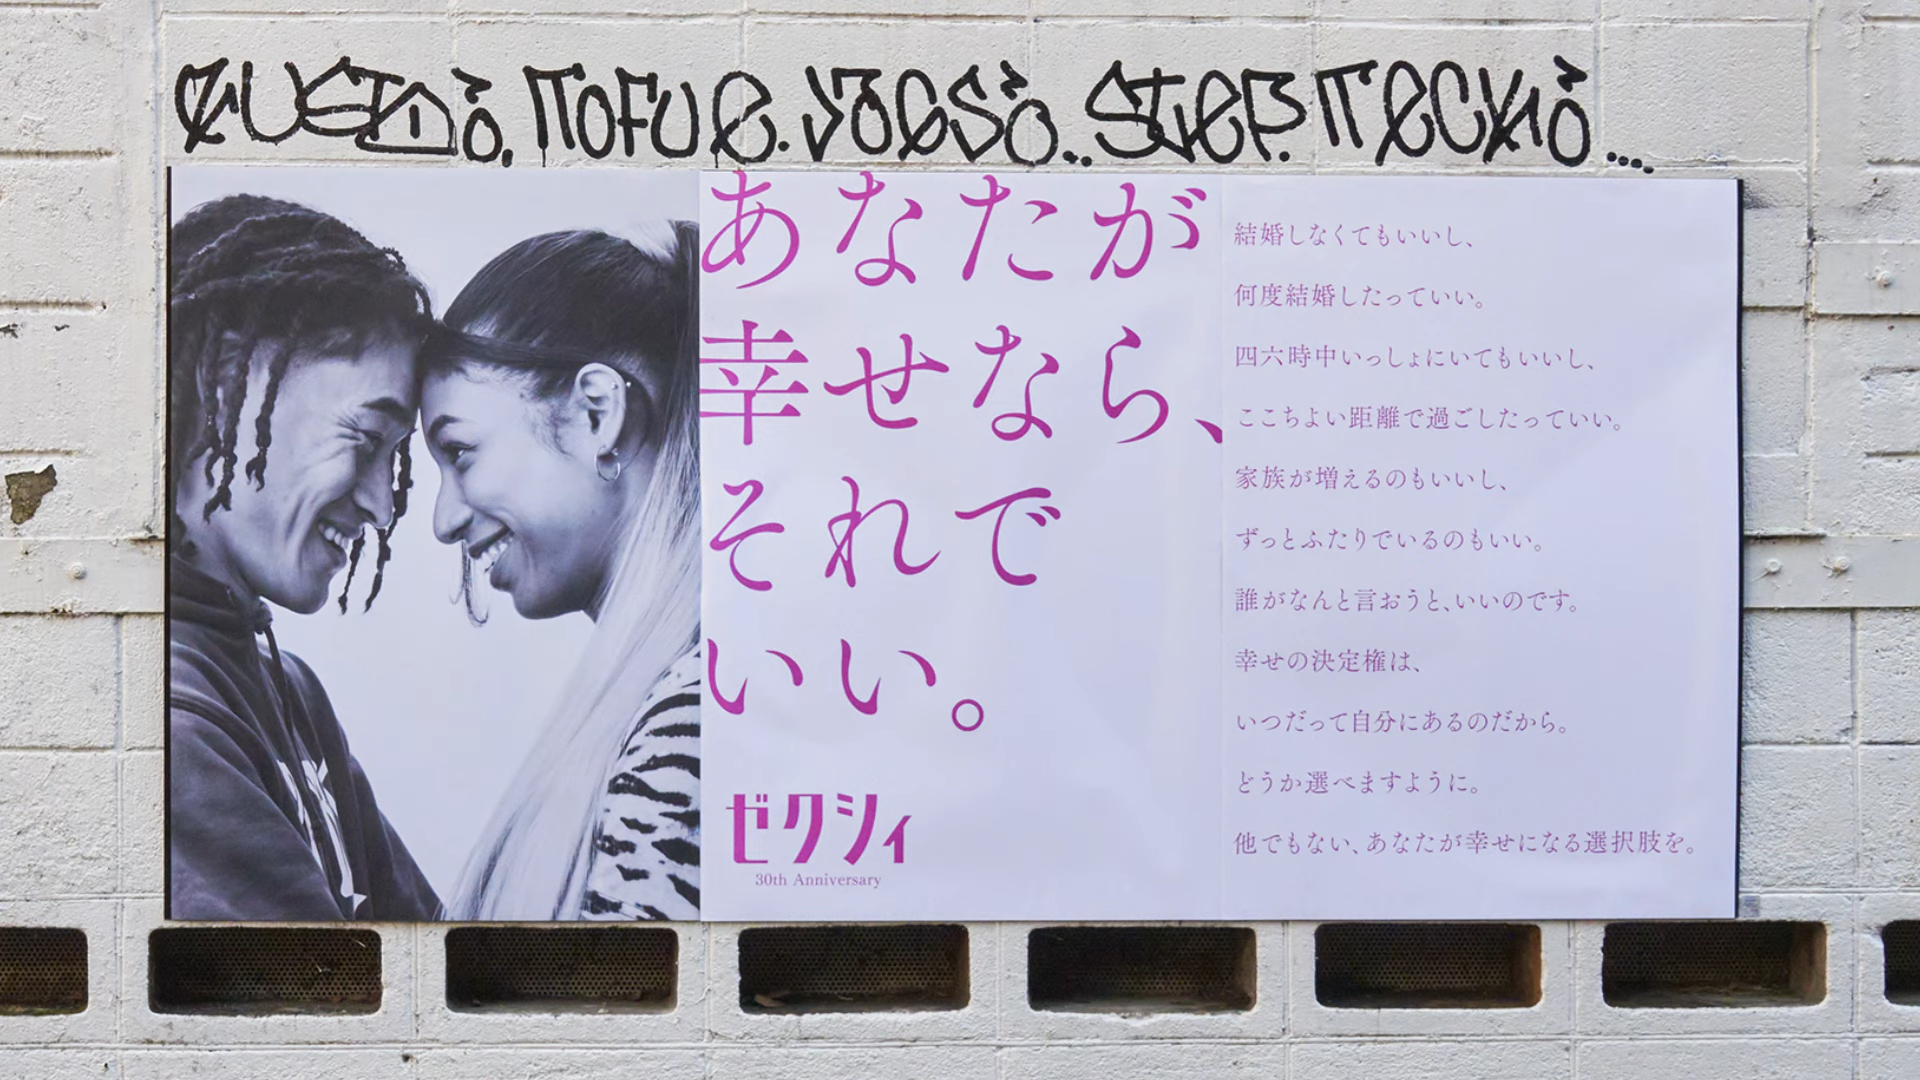 あなたが
幸せなら、
それで
いい。
ゼクシィ
30th Anniversary
結婚しなくてもいいし、
何度結婚したっていい。
四六時中いっしょにいてもいいし、
ここちよい距離で過ごしたっていい。
家族が増えるのもいいし、
ずっとふたりでいるのもいい。
誰がなんと言おうと、いいのです。
幸せの決定権は、
いつだって自分にあるのだから。
どうか選べますように。
他でもない、あなたが幸せになる選択肢を。